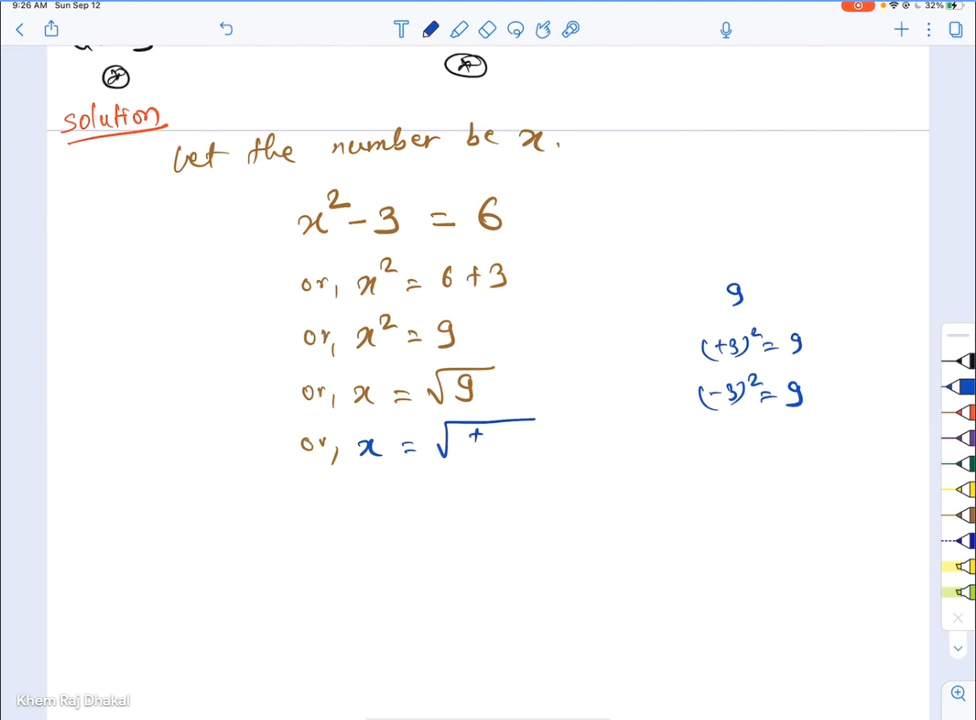 9:26 AM Sun Sep 12
32%
T
solution
Let the number be x.
x² - 3 = 6
or, x² = 6 + 3
or, x² = 9
or, x = √9
or, x = √+
9
(+3)² = 9
(-3)² = 9
Khem Raj Dhakal